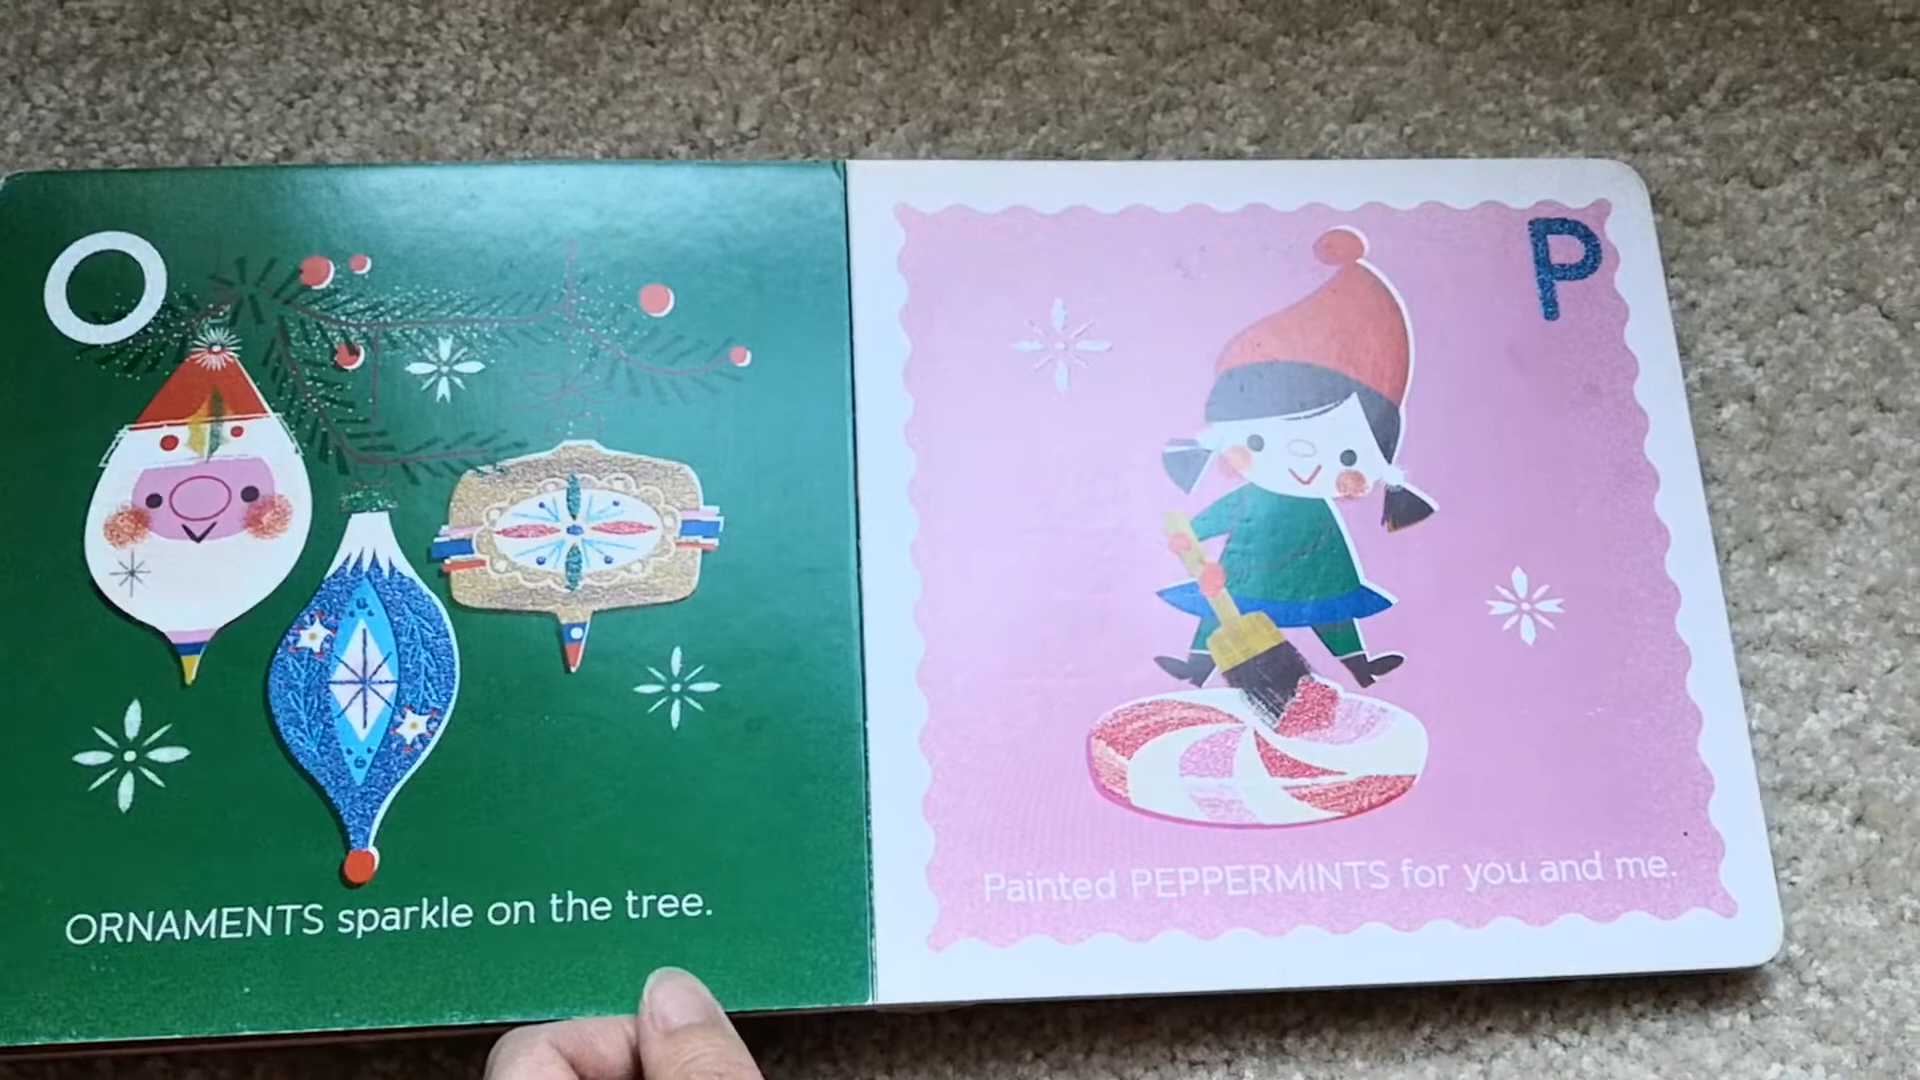 O
ORNAMENTS sparkle on the tree.
P
Painted PEPPERMINTS for you and me.